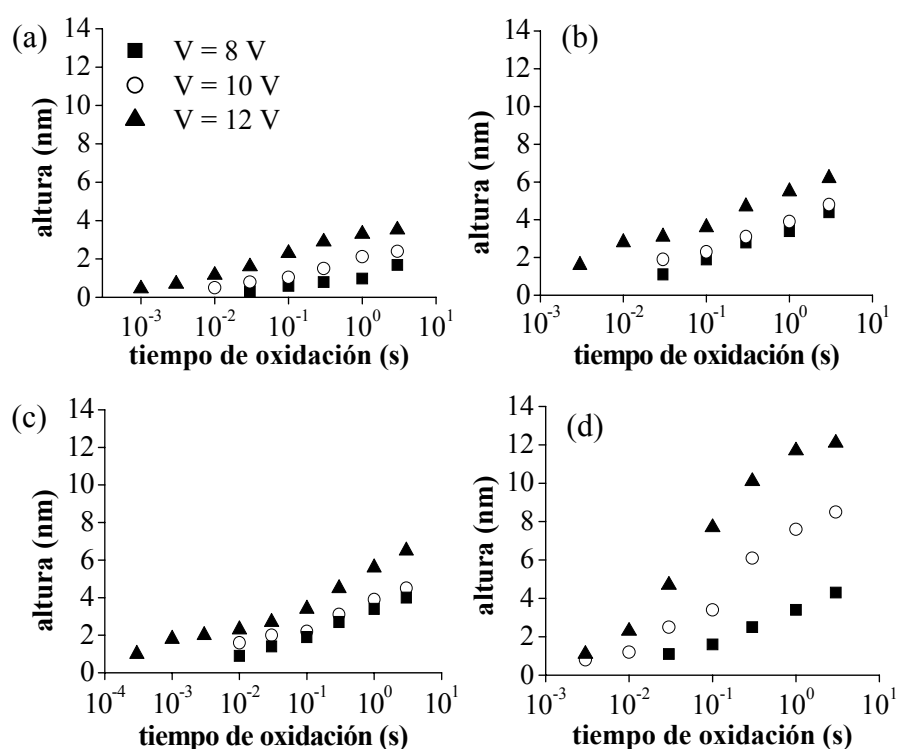 (a)
V = 8 V
V = 10 V
V = 12 V
altura (nm)
14
12
10
8
6
4
2
0
10⁻³ 10⁻² 10⁻¹ 10⁰ 10¹
tiempo de oxidación (s)
(b)
altura (nm)
14
12
10
8
6
4
2
0
10⁻³ 10⁻² 10⁻¹ 10⁰ 10¹
tiempo de oxidación (s)
(c)
altura (nm)
14
12
10
8
6
4
2
0
10⁻⁴ 10⁻³ 10⁻² 10⁻¹ 10⁰ 10¹
tiempo de oxidación (s)
(d)
altura (nm)
14
12
10
8
6
4
2
0
10⁻³ 10⁻² 10⁻¹ 10⁰ 10¹
tiempo de oxidación (s)